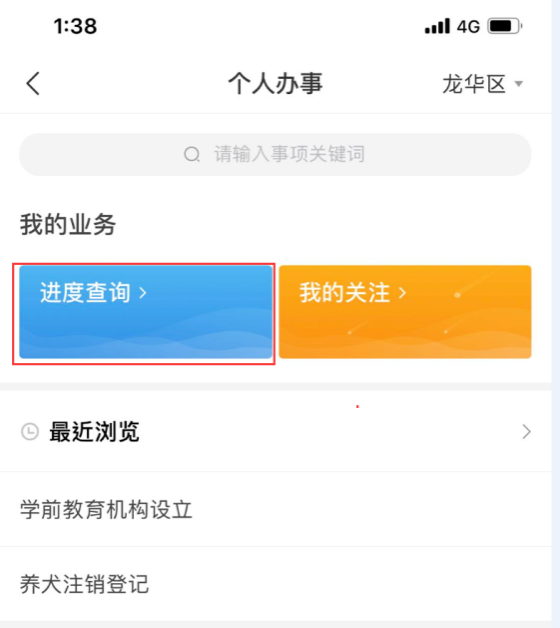 1:38
4G
个人办事
龙华区
请输入事项关键词
我的业务
进度查询
我的关注
最近浏览
学前教育机构设立
养犬注销登记